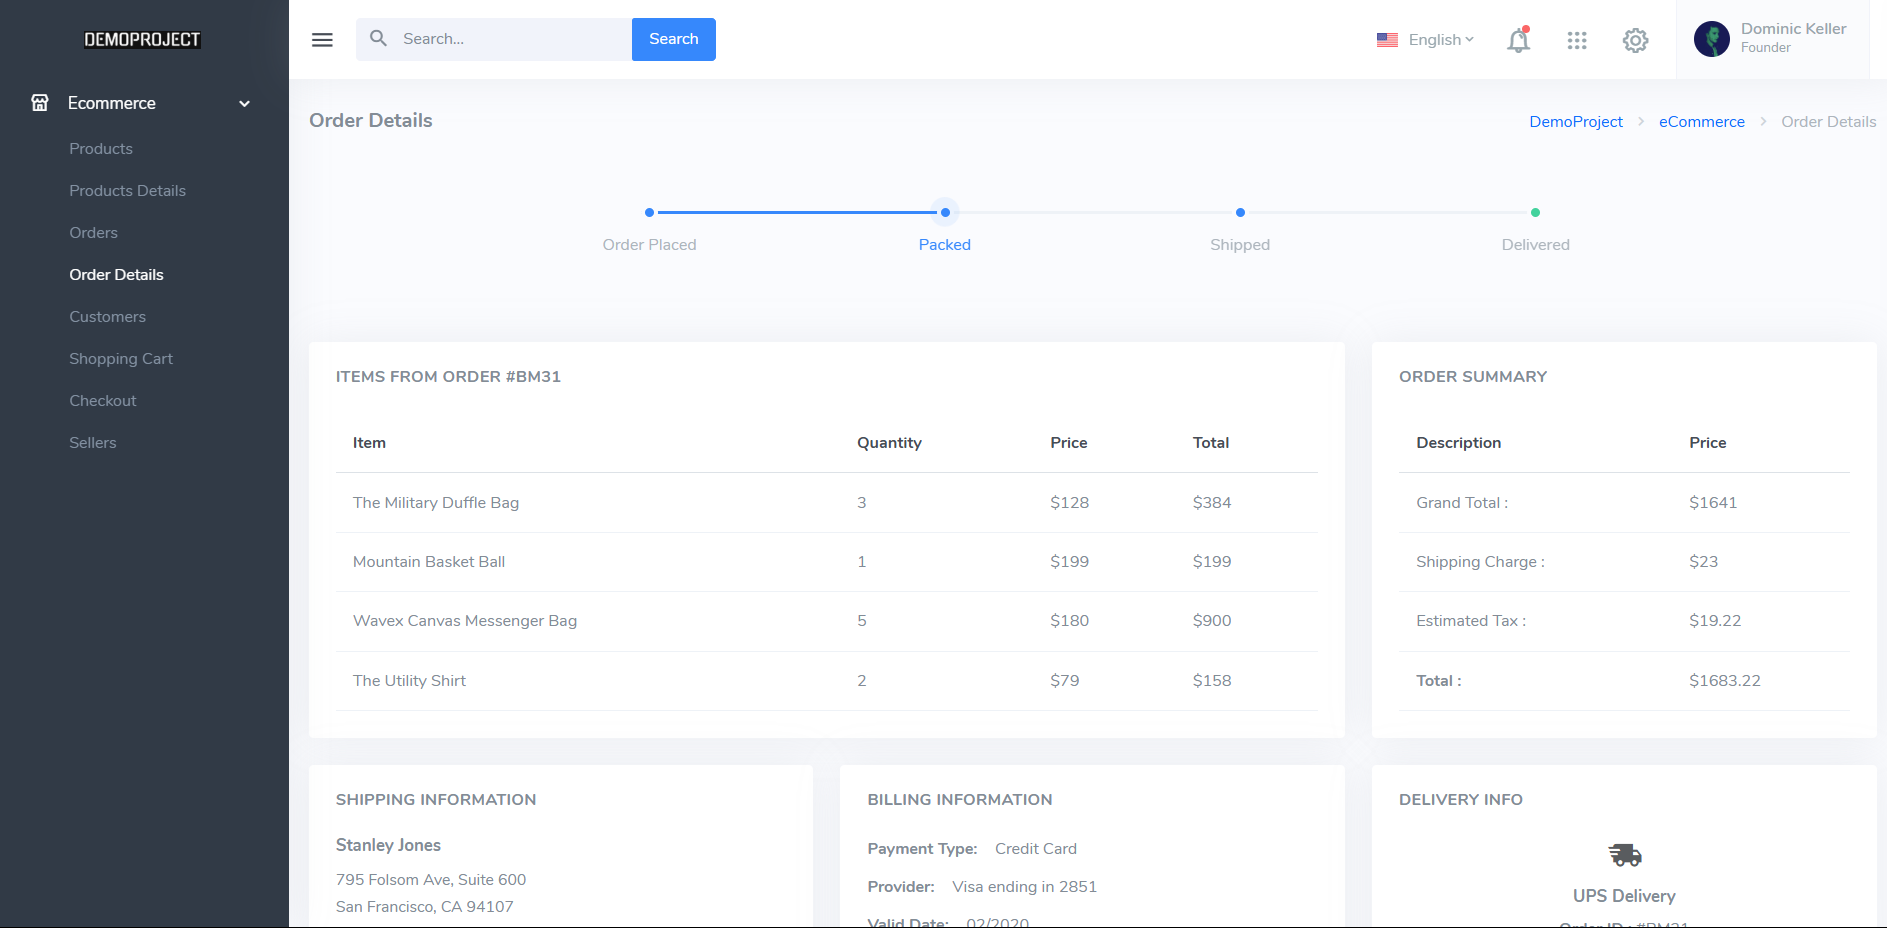 DEMOPROJECT
Search...
Search
English
Dominic Keller
Founder
Ecommerce
Products
Products Details
Orders
Order Details
Customers
Shopping Cart
Checkout
Sellers
Order Details
DemoProject > eCommerce > Order Details
Order Placed
Packed
Shipped
Delivered
ITEMS FROM ORDER #BM31
Item Quantity Price Total
The Military Duffle Bag 3 $128 $384
Mountain Basket Ball 1 $199 $199
Wavex Canvas Messenger Bag 5 $180 $900
The Utility Shirt 2 $79 $158
ORDER SUMMARY
Description Price
Grand Total : $1641
Shipping Charge : $23
Estimated Tax : $19.22
Total : $1683.22
SHIPPING INFORMATION
Stanley Jones
795 Folsom Ave, Suite 600
San Francisco, CA 94107
BILLING INFORMATION
Payment Type: Credit Card
Provider: Visa ending in 2851
Valid Date: 02/2020
DELIVERY INFO
UPS Delivery
Order ID : #BM31